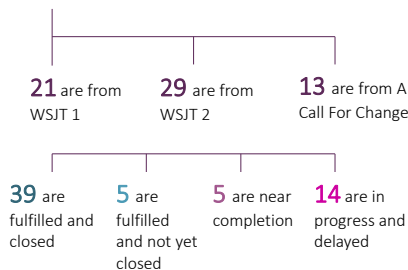 21 are from
WSJT 1
29 are from
WSJT 2
13 are from A
Call For Change
39 are
fulfilled and
closed
5 are
fulfilled
and not yet
closed
5 are near
completion
14 are in
progress and
delayed